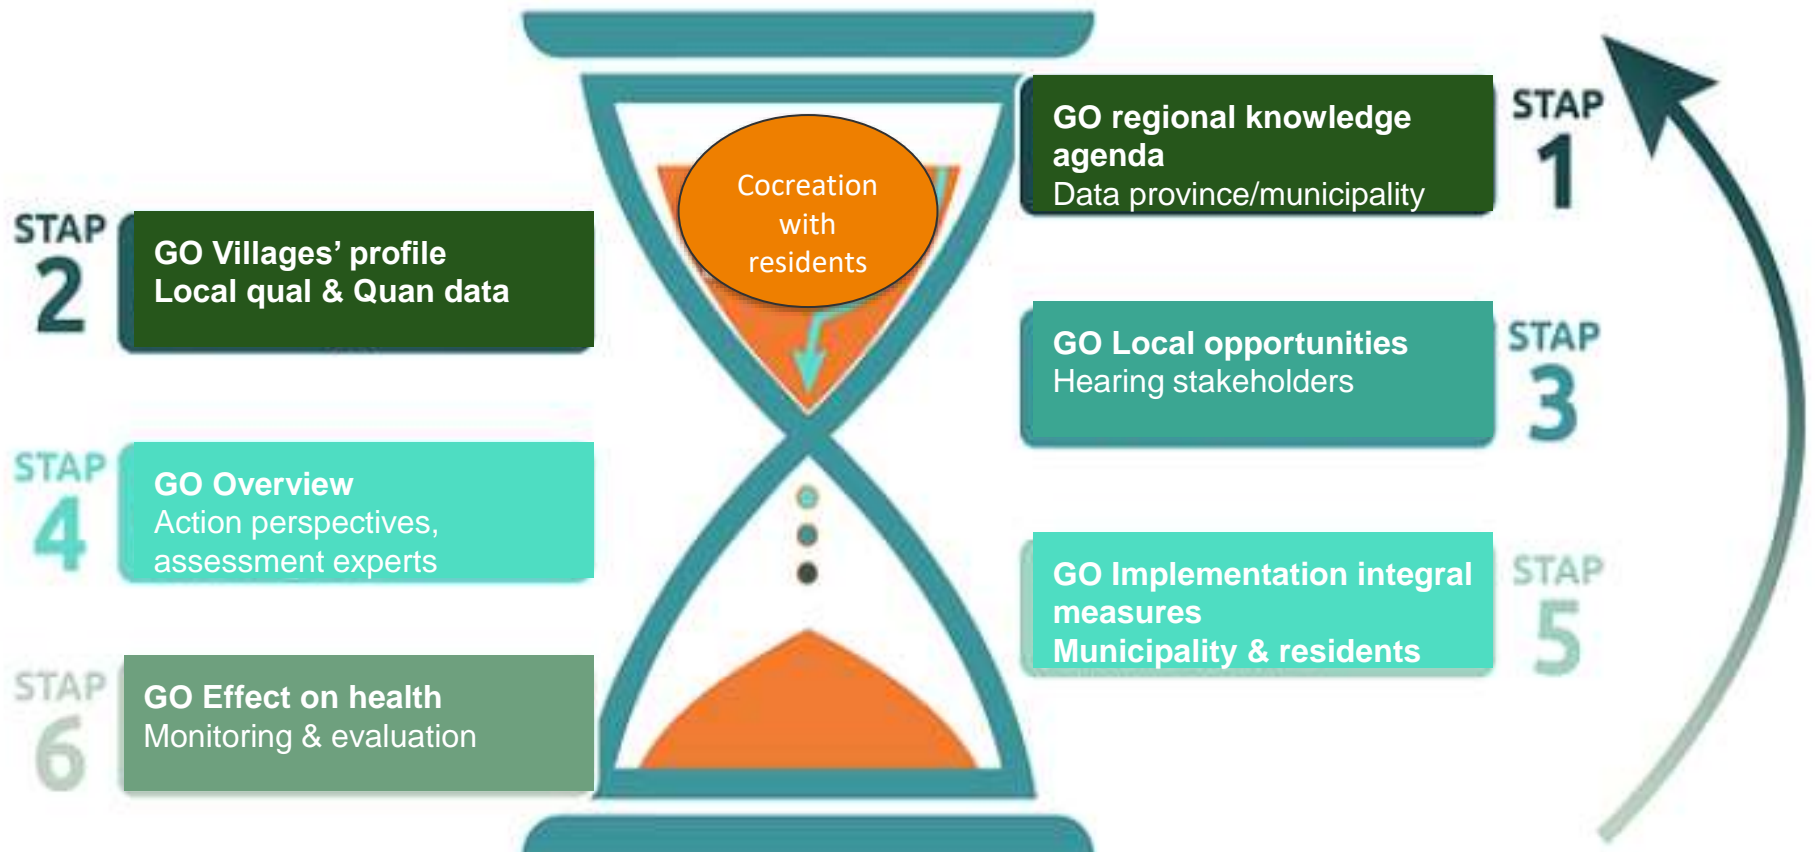 STAP
1
GO regional knowledge
agenda
Data province/municipality
STAP
2
GO Villages’ profile
Local qual & Quan data
Cocreation
with
residents
STAP
3
GO Local opportunities
Hearing stakeholders
STAP
4
GO Overview
Action perspectives,
assessment experts
STAP
5
GO Implementation integral
measures
Municipality & residents
STAP
6
GO Effect on health
Monitoring & evaluation